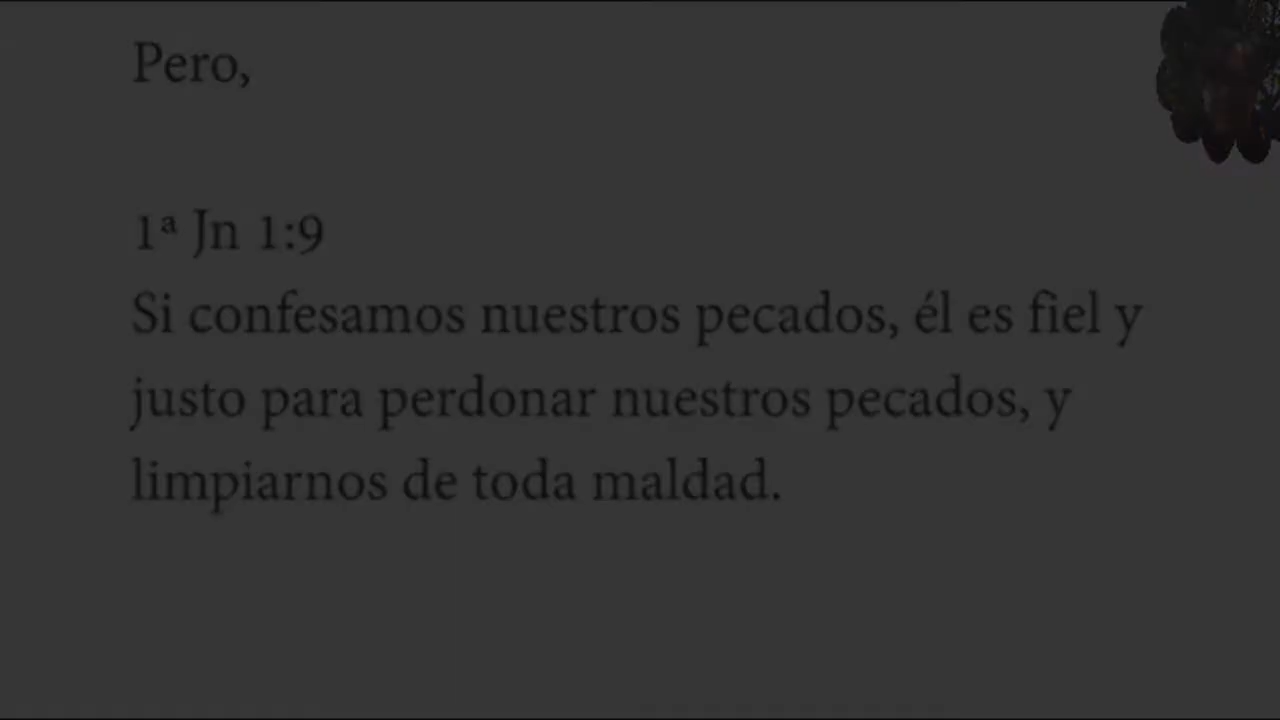 Pero,
1ª Jn 1:9
Si confesamos nuestros pecados, él es fiel y
justo para perdonar nuestros pecados, y
limpiarnos de toda maldad.